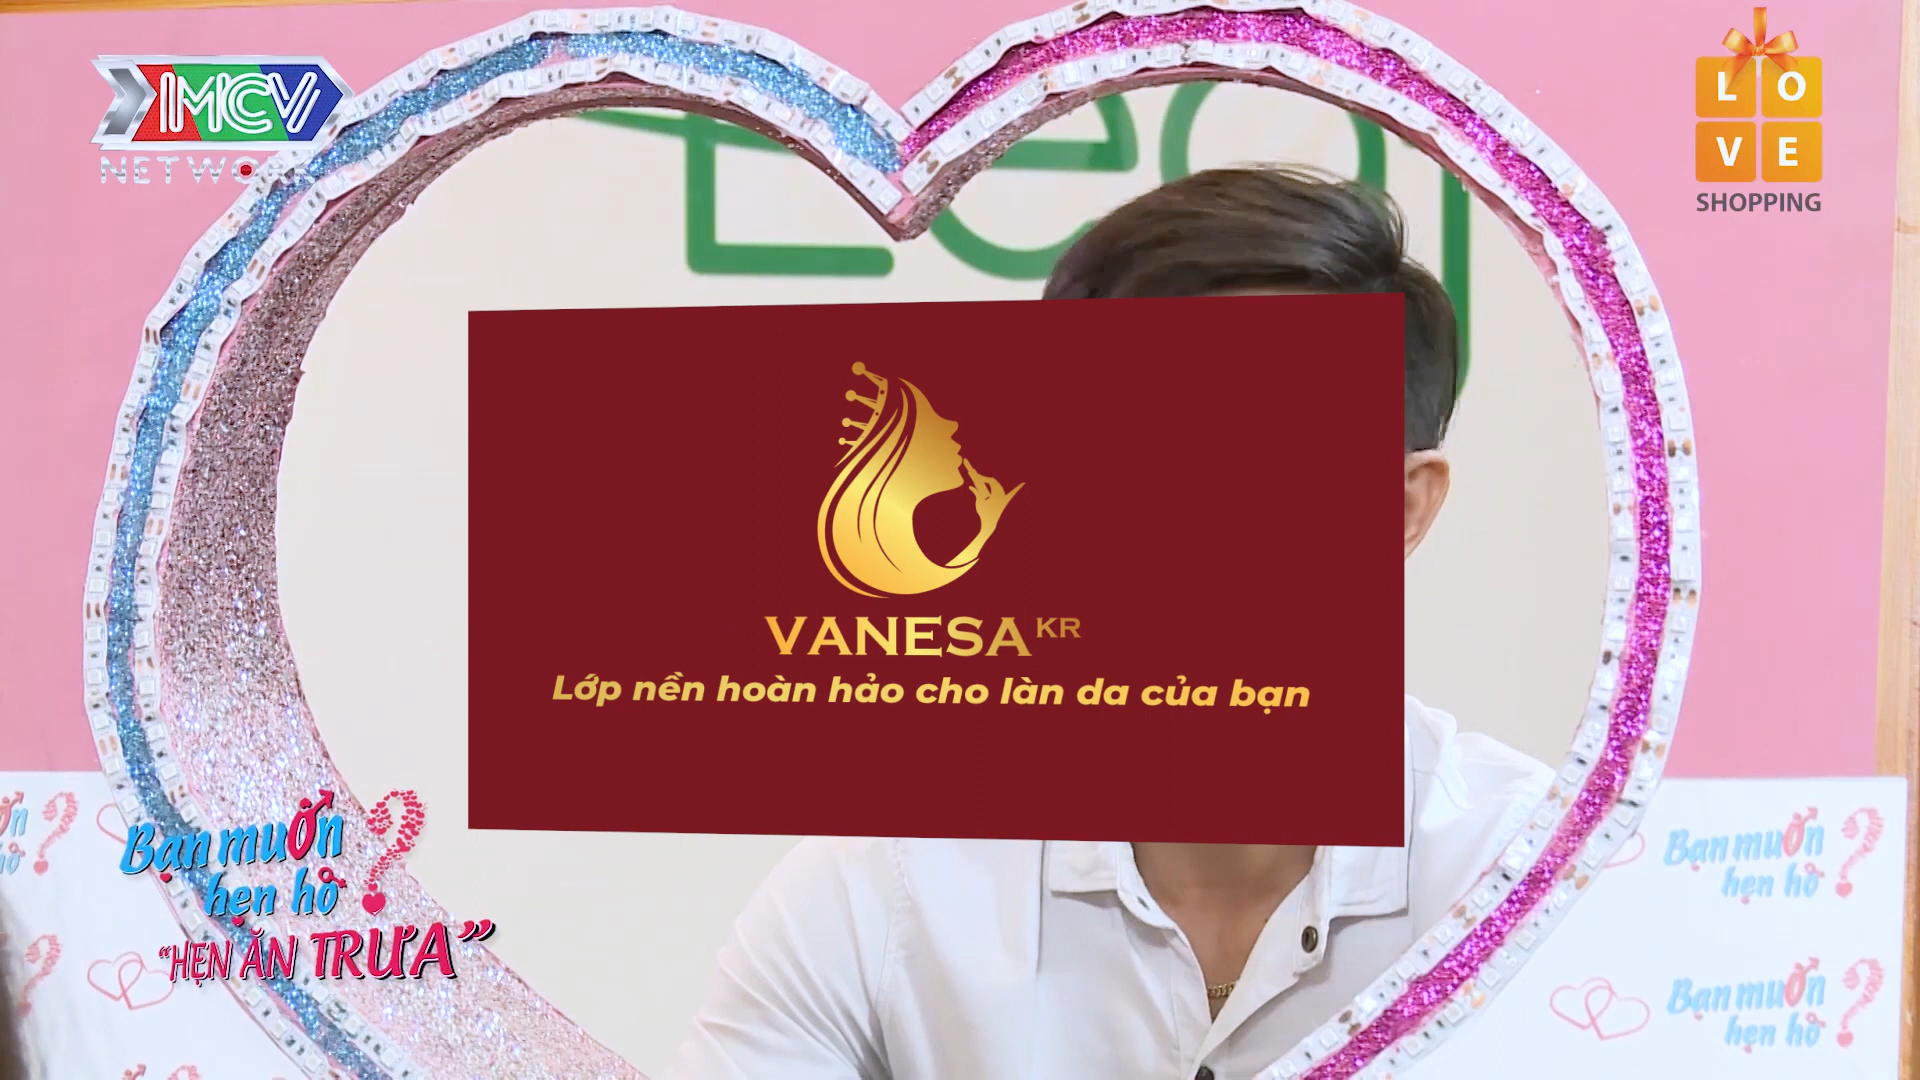 MCV
NETWORK
L O
V E
SHOPPING
VANESA KR
Lớp nền hoàn hảo cho làn da của bạn
Bạn muốn
hẹn hò
?
"HẸN ĂN TRƯA"
Bạn muốn
hẹn hò
?
Bạn muốn
hẹn hò
?